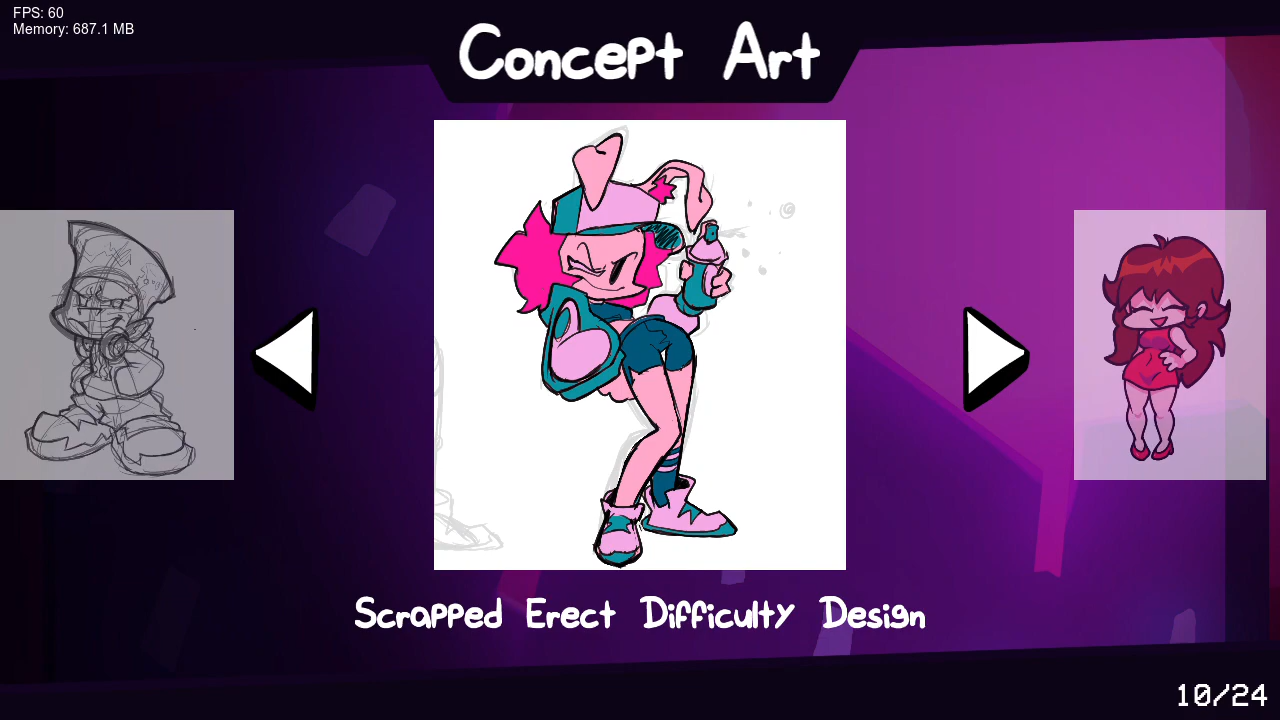 FPS: 60
Memory: 687.1 MB
Concept Art
Scrapped Erect Difficulty Design
10/24